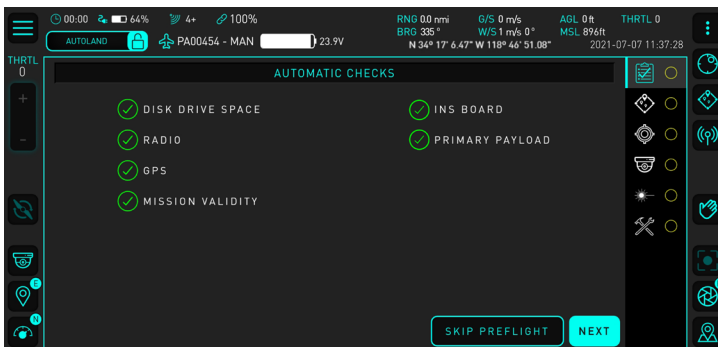 00:00 64% 4+ 100% RNG 0.0 nmi G/S 0 m/s AGL 0 ft THRTL 0
BRG 335° W/S 1 m/s 0° MSL 896ft
AUTOLAND PA00454 - MAN 23.9V N 34º 17' 6.47" W 118º 46' 51.08" 2021-07-07 11:37:28
THRTL
0
+
-
AUTOMATIC CHECKS
DISK DRIVE SPACE INS BOARD
RADIO PRIMARY PAYLOAD
GPS
MISSION VALIDITY
E
N
SKIP PREFLIGHT NEXT